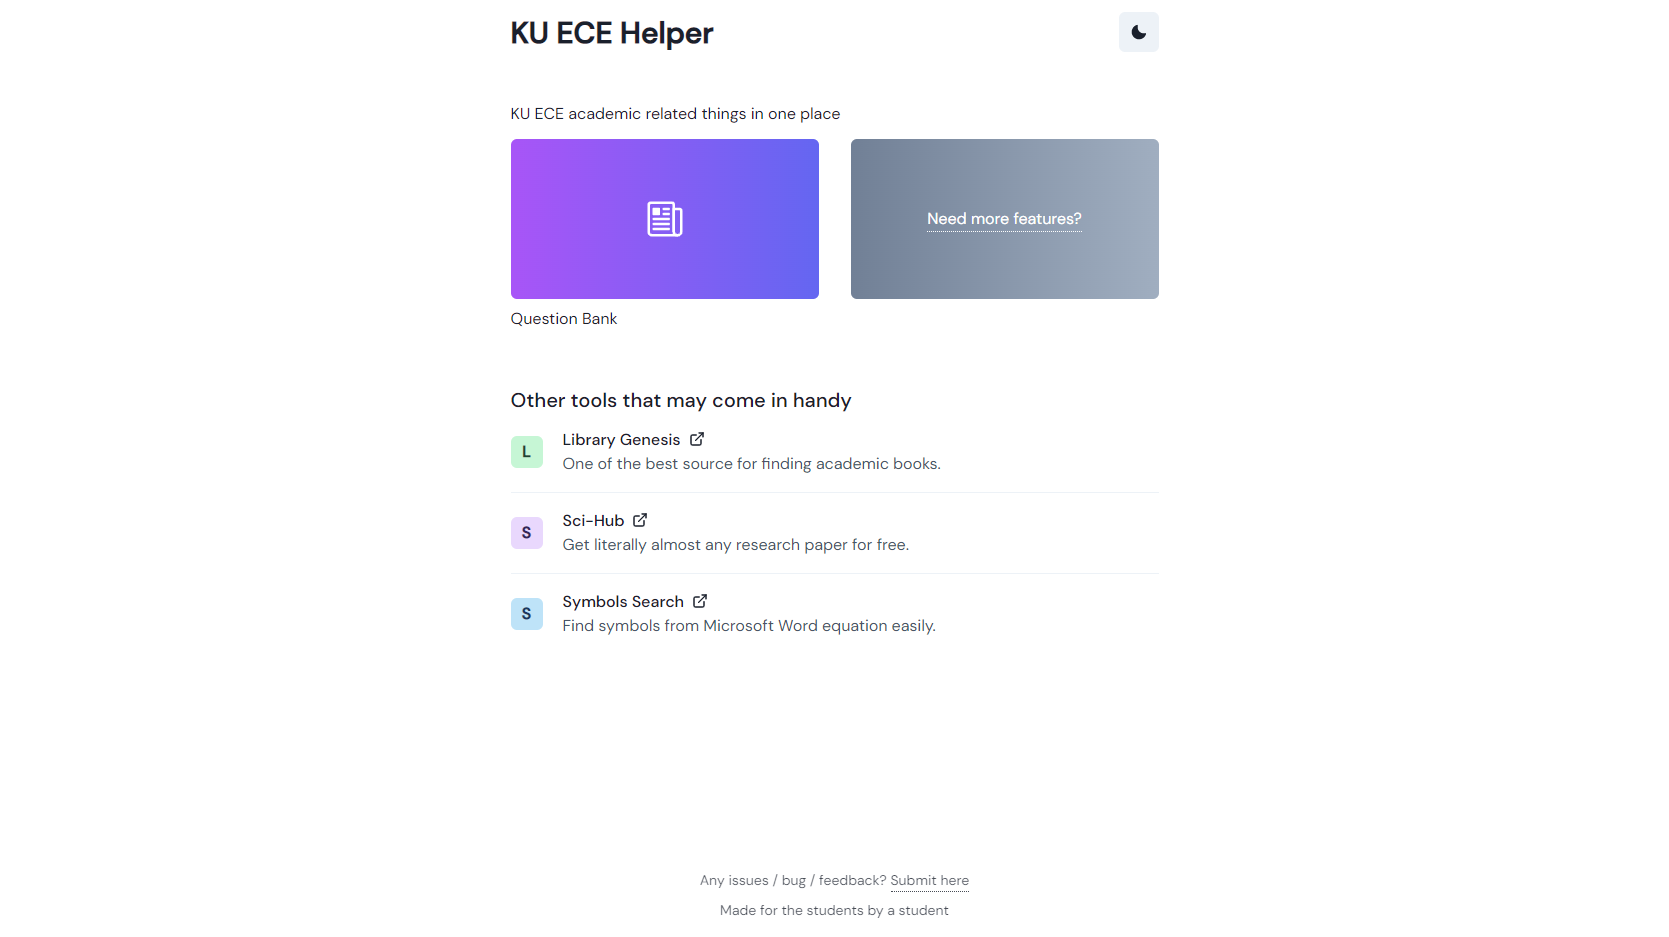 KU ECE Helper
KU ECE academic related things in one place
Need more features?
Question Bank
Other tools that may come in handy
L
Library Genesis
One of the best source for finding academic books.
S
Sci-Hub
Get literally almost any research paper for free.
S
Symbols Search
Find symbols from Microsoft Word equation easily.
Any issues / bug / feedback? Submit here
Made for the students by a student